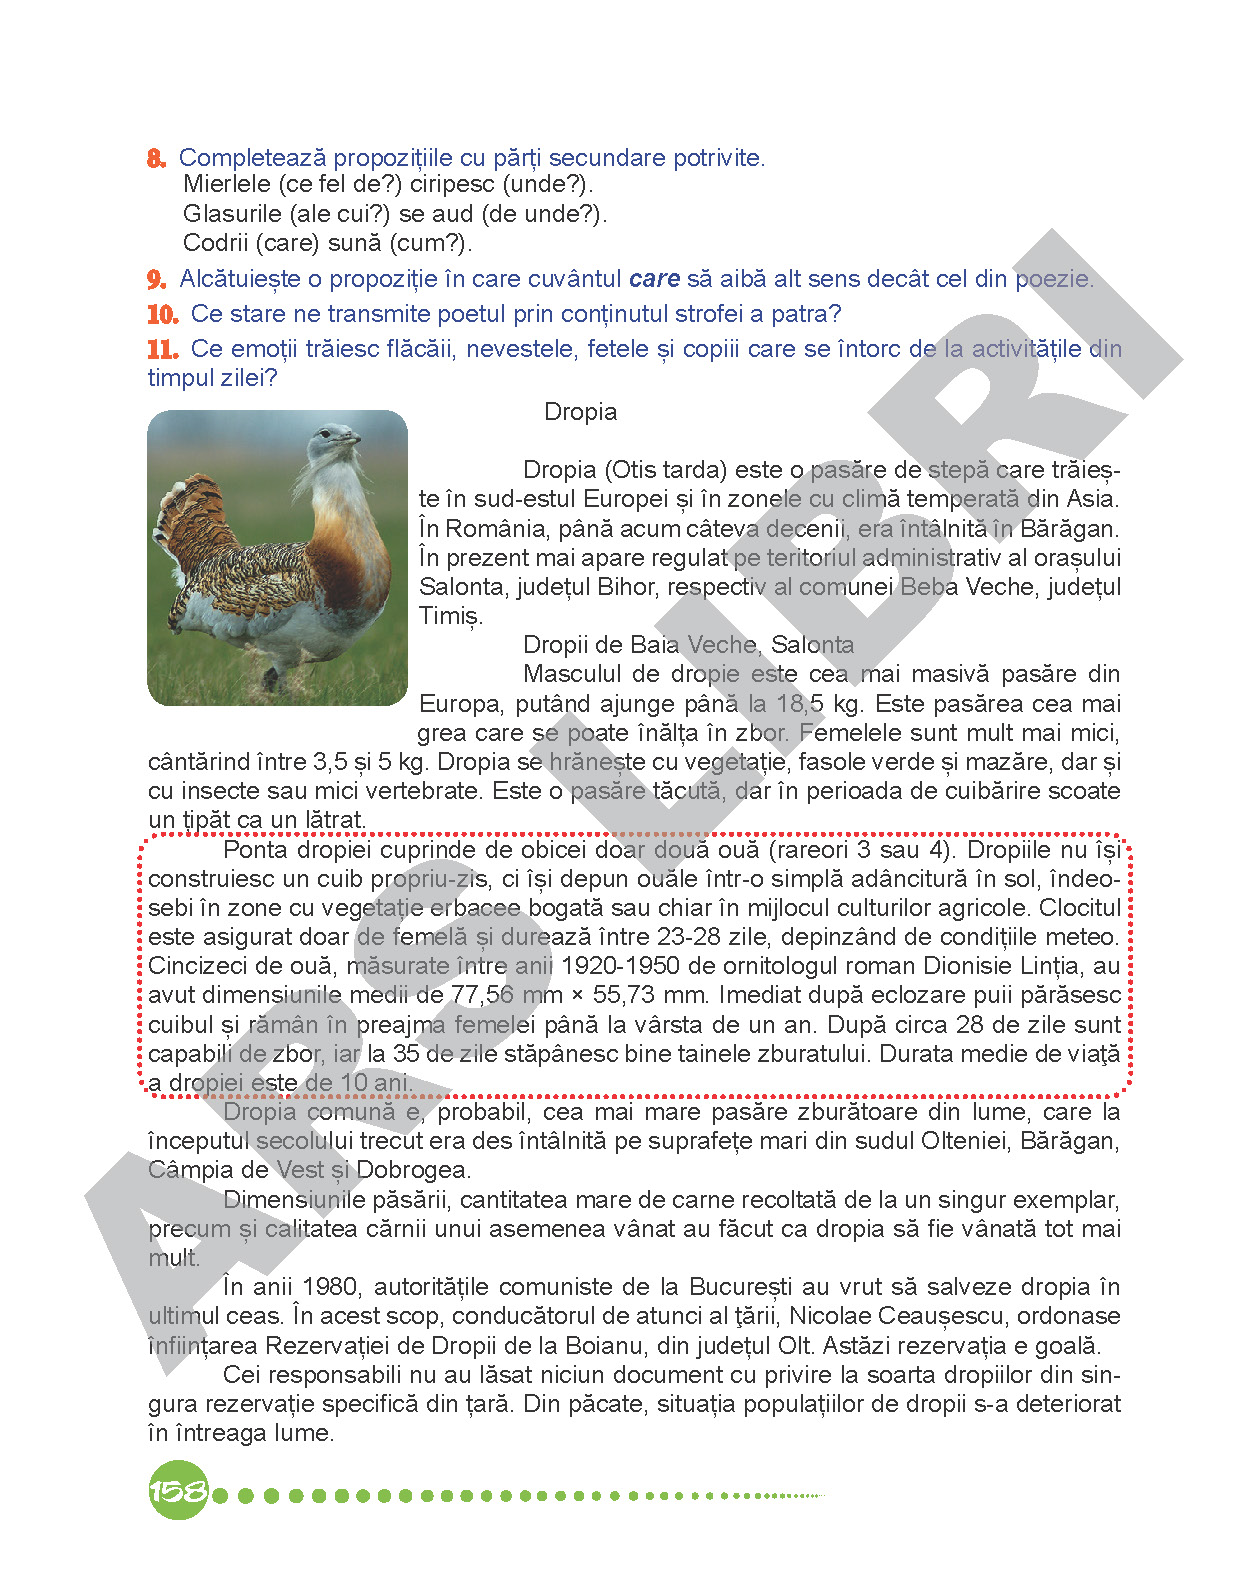 8. Completează propozițiile cu părți secundare potrivite.
Mierlele (ce fel de?) ciripesc (unde?).
Glasurile (ale cui?) se aud (de unde?).
Codrii (care) sună (cum?).
9. Alcătuiește o propoziție în care cuvântul care să aibă alt sens decât cel din poezie.
10. Ce stare ne transmite poetul prin conținutul strofei a patra?
11. Ce emoții trăiesc flăcăii, nevestele, fetele și copiii care se întorc de la activitățile din
timpul zilei?
Dropia
Dropia (Otis tarda) este o pasăre de stepă care trăieș-
te în sud-estul Europei și în zonele cu climă temperată din Asia.
În România, până acum câteva decenii, era întâlnită în Bărăgan.
În prezent mai apare regulat pe teritoriul administrativ al orașului
Salonta, județul Bihor, respectiv al comunei Beba Veche, județul
Timiș.
Dropii de Baia Veche, Salonta
Masculul de dropie este cea mai masivă pasăre din
Europa, putând ajunge până la 18,5 kg. Este pasărea cea mai
grea care se poate înălța în zbor. Femelele sunt mult mai mici,
cântărind între 3,5 și 5 kg. Dropia se hrănește cu vegetație, fasole verde și mazăre, dar și
cu insecte sau mici vertebrate. Este o pasăre tăcută, dar în perioada de cuibărire scoate
un țipăt ca un lătrat.
Ponta dropiei cuprinde de obicei doar două ouă (rareori 3 sau 4). Dropiile nu își
construiesc un cuib propriu-zis, ci își depun ouăle într-o simplă adâncitură în sol, îndeo-
sebi în zone cu vegetație erbacee bogată sau chiar în mijlocul culturilor agricole. Clocitul
este asigurat doar de femelă și durează între 23-28 zile, depinzând de condițiile meteo.
Cincizeci de ouă, măsurate între anii 1920-1950 de ornitologul roman Dionisie Linția, au
avut dimensiunile medii de 77,56 mm × 55,73 mm. Imediat după eclozare puii părăsesc
cuibul și rămân în preajma femelei până la vârsta de un an. După circa 28 de zile sunt
capabili de zbor, iar la 35 de zile stăpânesc bine tainele zburatului. Durata medie de viaţă
a dropiei este de 10 ani.
Dropia comună e, probabil, cea mai mare pasăre zburătoare din lume, care la
începutul secolului trecut era des întâlnită pe suprafețe mari din sudul Olteniei, Bărăgan,
Câmpia de Vest și Dobrogea.
Dimensiunile păsării, cantitatea mare de carne recoltată de la un singur exemplar,
precum și calitatea cărnii unui asemenea vânat au făcut ca dropia să fie vânată tot mai
mult.
În anii 1980, autoritățile comuniste de la București au vrut să salveze dropia în
ultimul ceas. În acest scop, conducătorul de atunci al ţării, Nicolae Ceaușescu, ordonase
înființarea Rezervației de Dropii de la Boianu, din județul Olt. Astăzi rezervația e goală.
Cei responsabili nu au lăsat niciun document cu privire la soarta dropiilor din sin-
gura rezervație specifică din țară. Din păcate, situația populațiilor de dropii s-a deteriorat
în întreaga lume.
158
ARS LIBRI